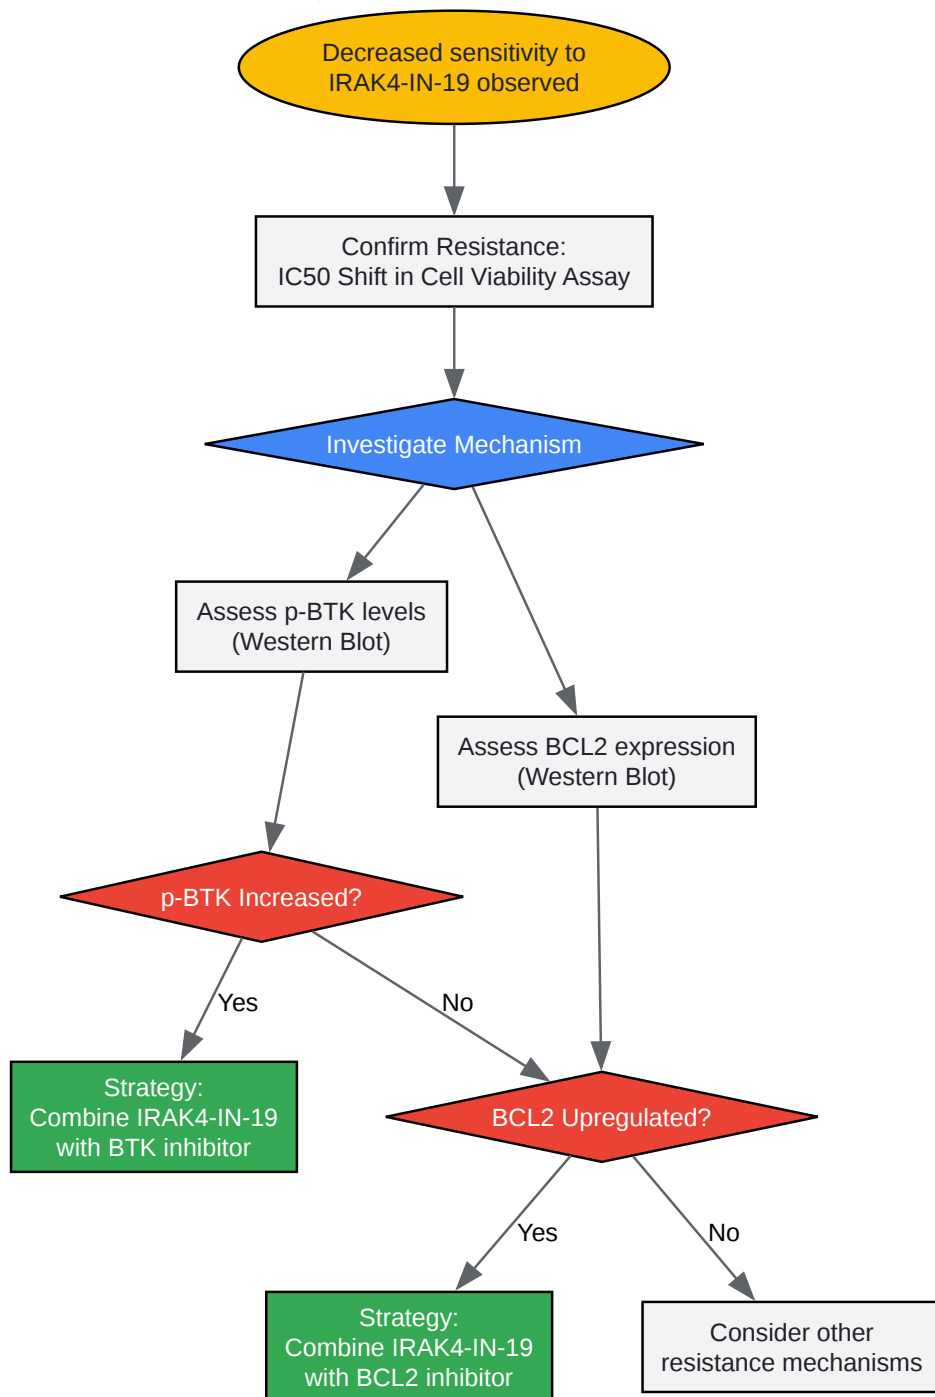 Decreased sensitivity to
IRAK4-IN-19 observed
Confirm Resistance:
IC50 Shift in Cell Viability Assay
Investigate Mechanism
Assess p-BTK levels
(Western Blot)
Assess BCL2 expression
(Western Blot)
p-BTK Increased?
Yes
No
Strategy:
Combine IRAK4-IN-19
with BTK inhibitor
BCL2 Upregulated?
Yes
No
Strategy:
Combine IRAK4-IN-19
with BCL2 inhibitor
Consider other
resistance mechanisms